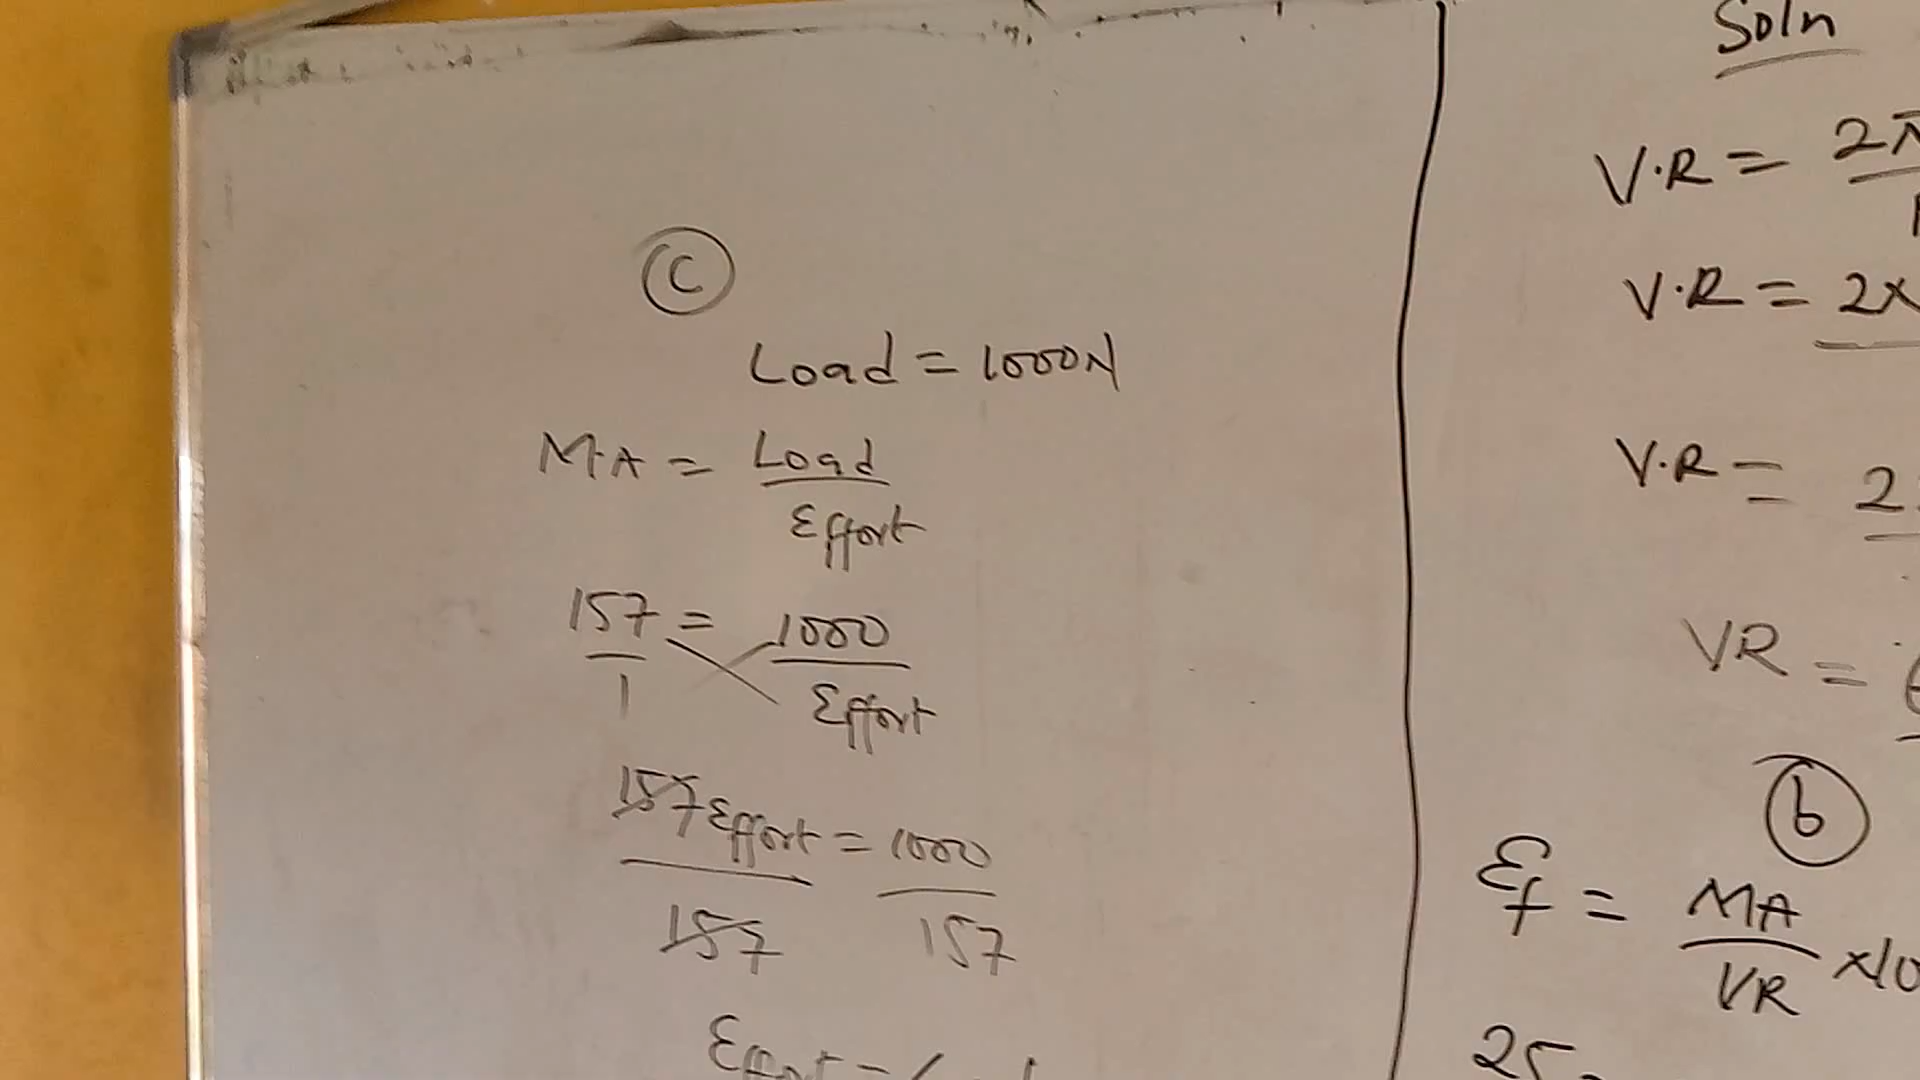 C
Load = 1000N
MA = Load / Effort
157 / 1 = 1000 / Effort
157 Effort / 157 = 1000 / 157
Effort =
Soln
V.R = 2π
V.R = 2x
V.R = 2
VR =
b
Ef = MA / VR x10
25